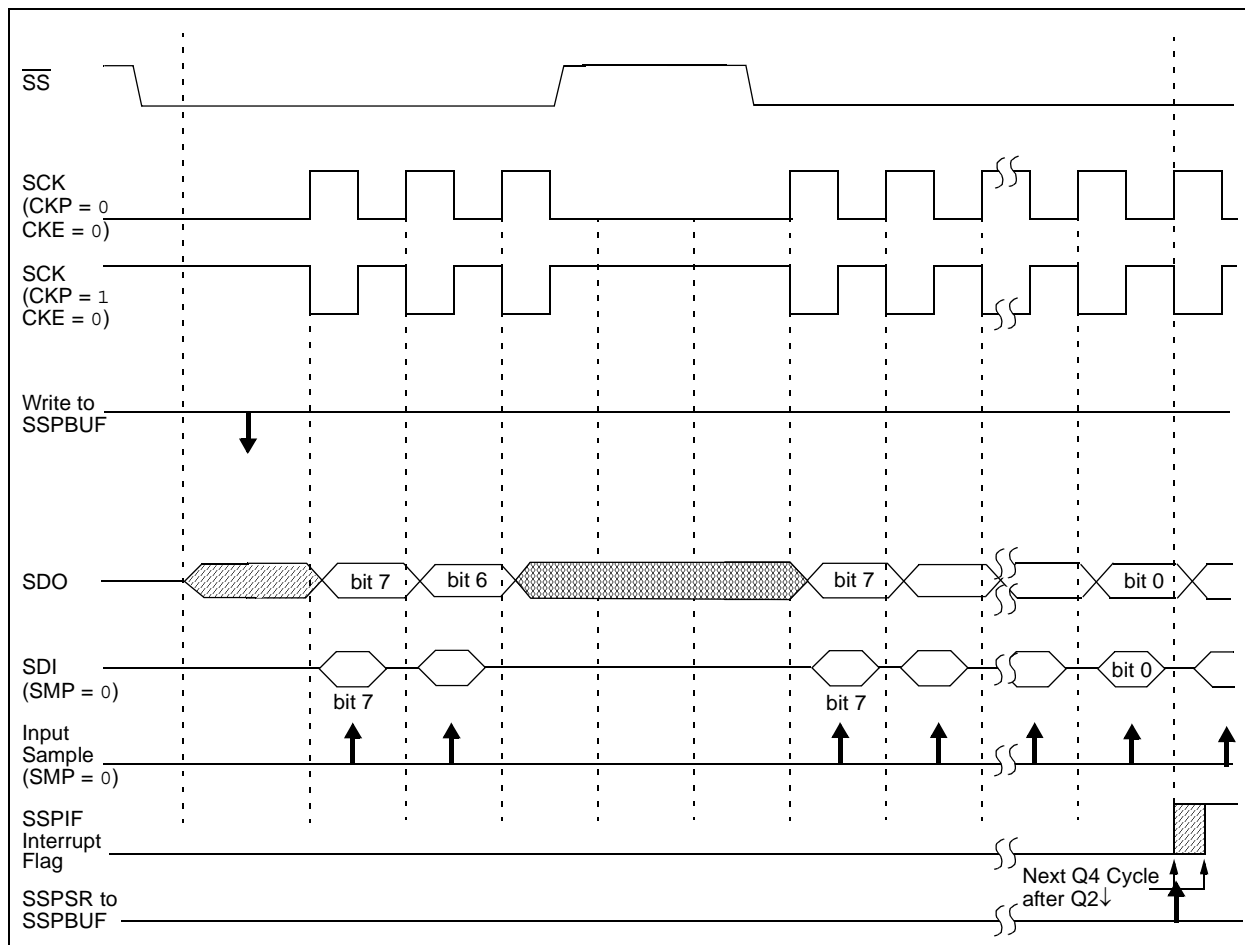 SS
SCK
(CKP = 0
CKE = 0)
SCK
(CKP = 1
CKE = 0)
Write to
SSPBUF
SDO
bit 7
bit 6
bit 7
bit 0
SDI
(SMP = 0)
bit 7
bit 7
bit 0
Input
Sample
(SMP = 0)
SSPIF
Interrupt
Flag
Next Q4 Cycle
after Q2↓
SSPSR to
SSPBUF